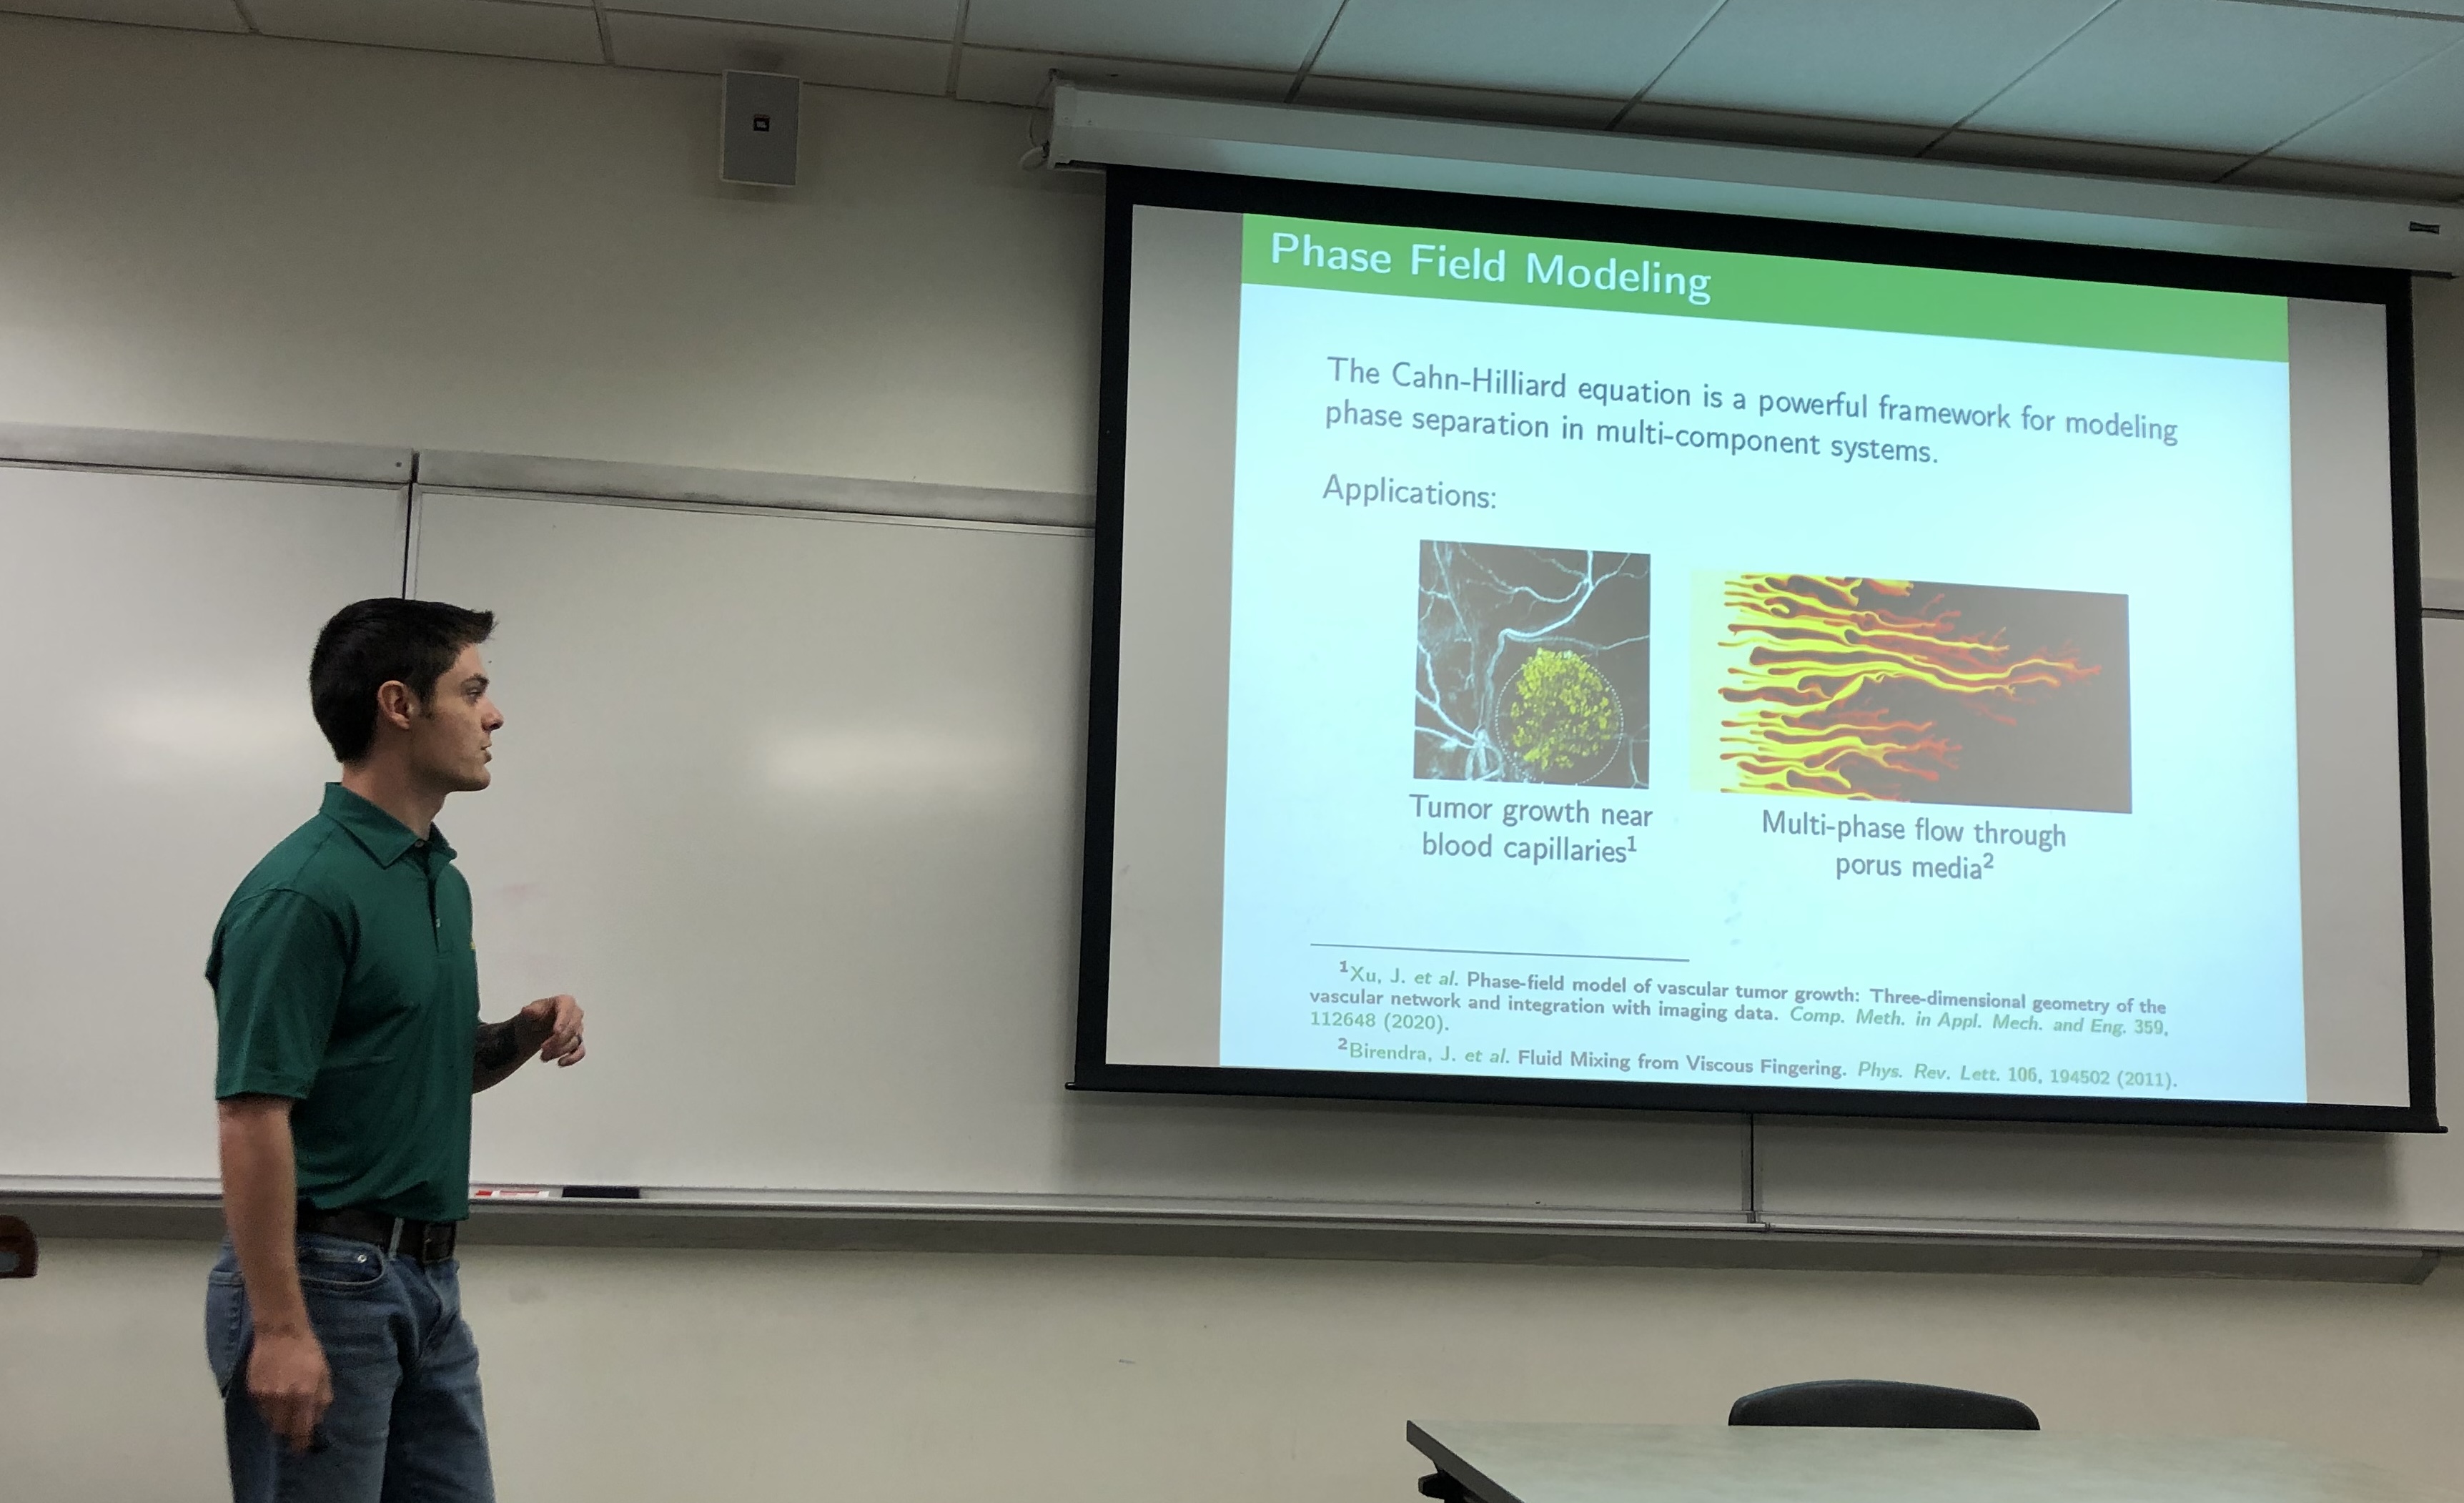 Phase Field Modeling
The Cahn-Hilliard equation is a powerful framework for modeling
phase separation in multi-component systems.
Applications:
Tumor growth near
blood capillaries¹
Multi-phase flow through
porus media²
¹Xu, J. et al. Phase-field model of vascular tumor growth: Three-dimensional geometry of the
vascular network and integration with imaging data. Comp. Meth. in Appl. Mech. and Eng. 359,
112648 (2020).
²Birendra, J. et al. Fluid Mixing from Viscous Fingering. Phys. Rev. Lett. 106, 194502 (2011).